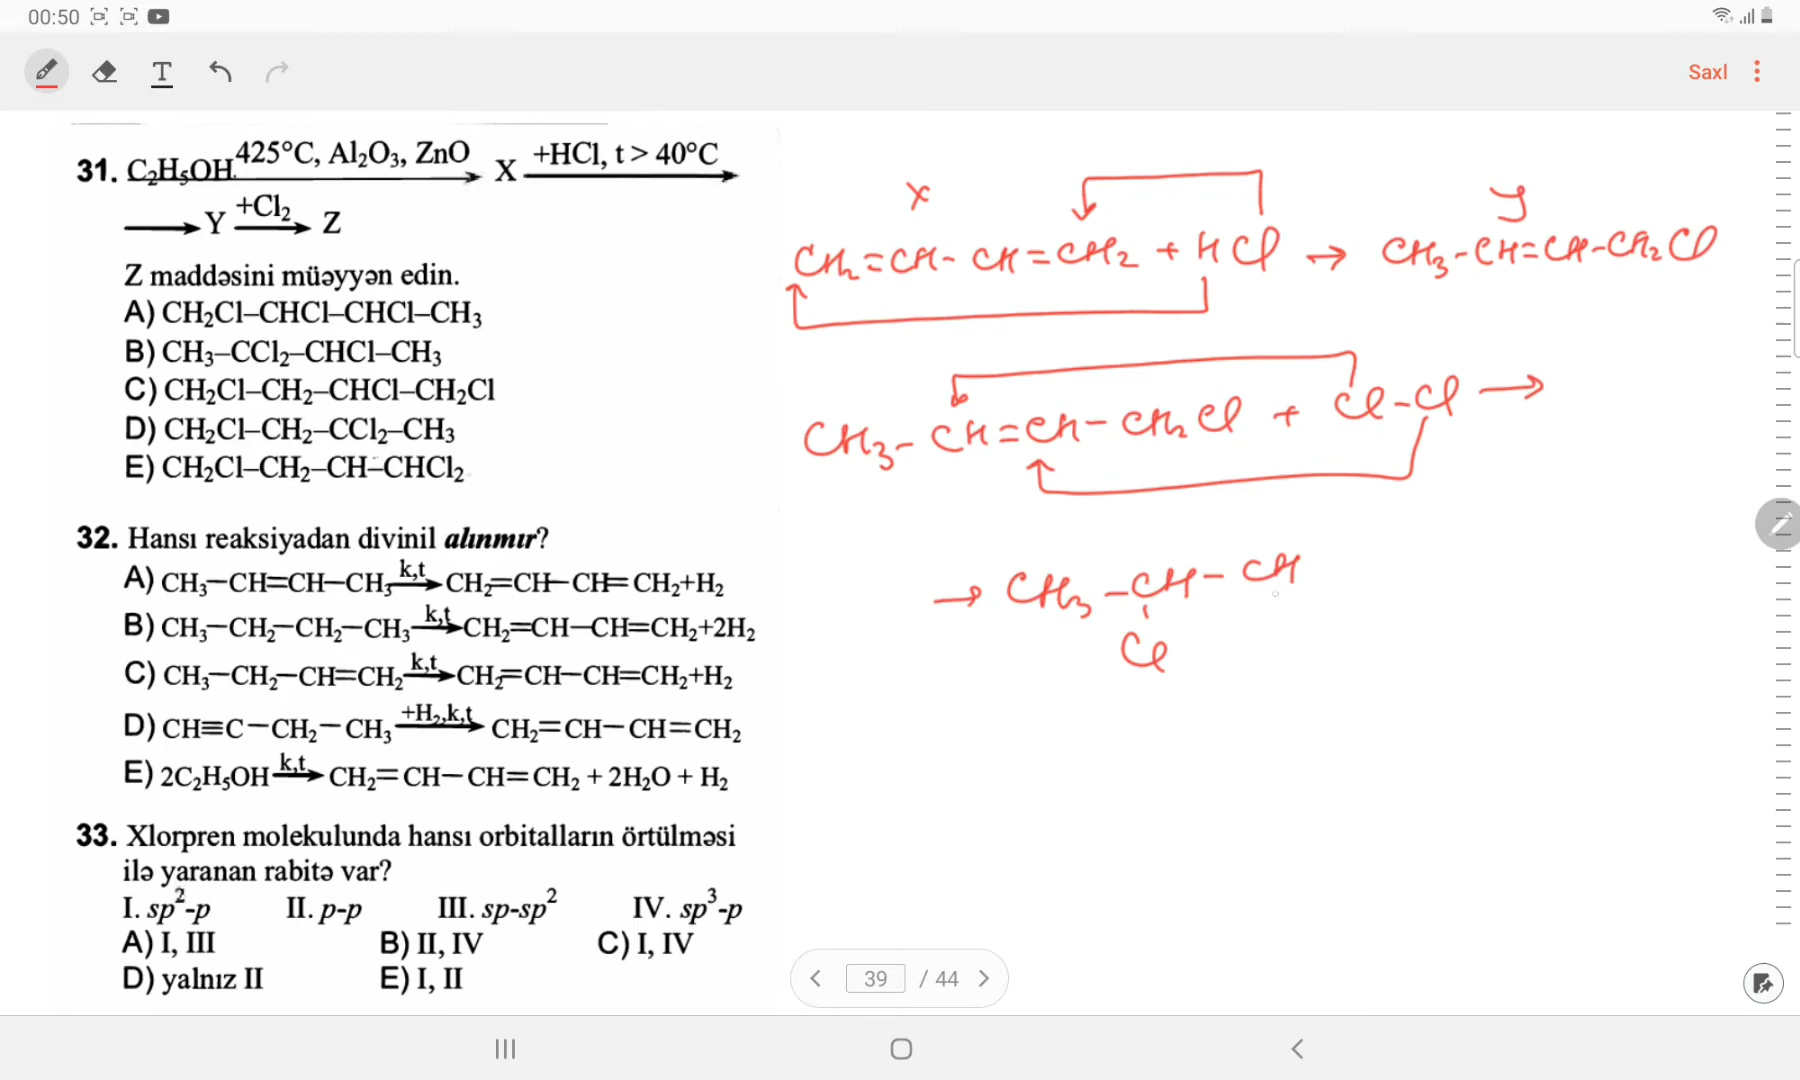 00:50
Saxl
31. C₂H₅OH 425°C, Al₂O₃, ZnO → X +HCl, t > 40°C →
→ Y +Cl₂ → Z
Z maddəsini müəyyən edin.
A) CH₂Cl–CHCl–CHCl–CH₃
B) CH₃–CCl₂–CHCl–CH₃
C) CH₂Cl–CH₂–CHCl–CH₂Cl
D) CH₂Cl–CH₂–CCl₂–CH₃
E) CH₂Cl–CH₂–CH–CHCl₂
32. Hansı reaksiyadan divinil alınmır?
A) CH₃–CH=CH–CH₃ k,t → CH₂=CH–CH=CH₂+H₂
B) CH₃–CH₂–CH₂–CH₃ k,t → CH₂=CH–CH=CH₂+2H₂
C) CH₃–CH₂–CH=CH₂ k,t → CH₂=CH–CH=CH₂+H₂
D) CH≡C–CH₂–CH₃ +H₂,k,t → CH₂=CH–CH=CH₂
E) 2C₂H₅OH k,t → CH₂=CH–CH=CH₂ + 2H₂O + H₂
33. Xlorpren molekulunda hansı orbitalların örtülməsi
ilə yaranan rabitə var?
I. sp²-p II. p-p III. sp-sp² IV. sp³-p
A) I, III B) II, IV C) I, IV
D) yalnız II E) I, II
X y
CH₂=CH-CH=CH₂ + HCl → CH₃-CH=CH-CH₂Cl
CH₃-CH=CH-CH₂Cl + Cl-Cl →
→ CH₃-CH-CH
Cl
39 / 44